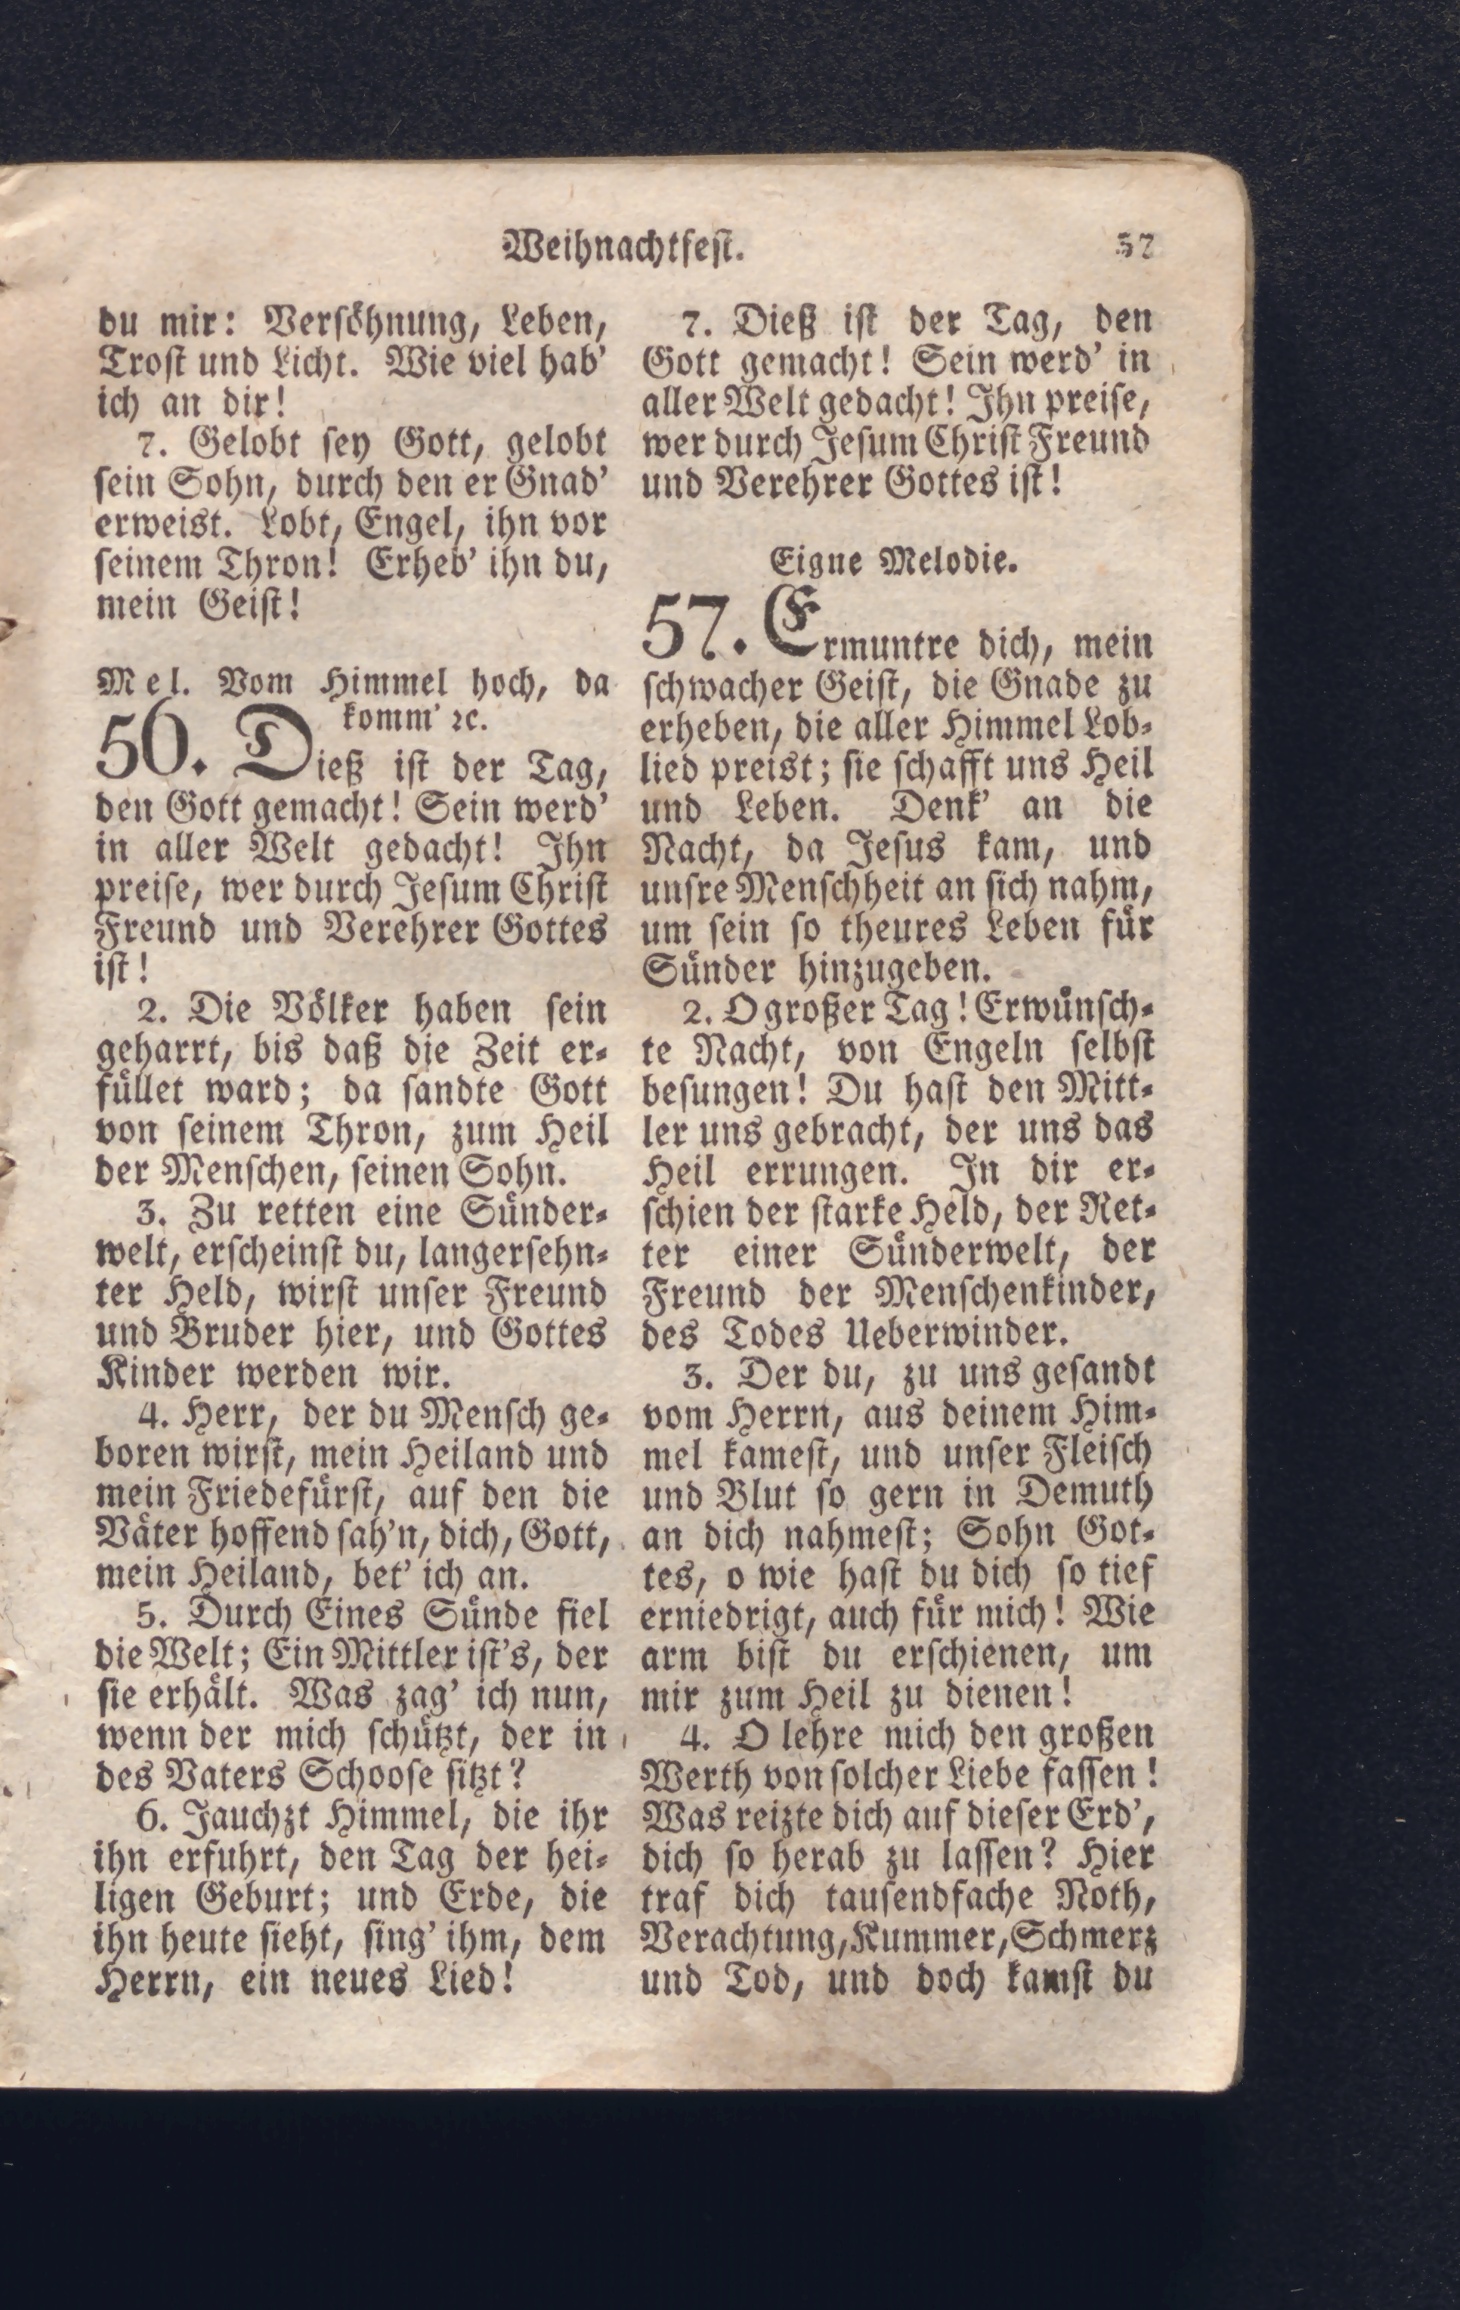 Weihnachtfest.
57
du mir: Versöhnung, Leben,
Trost und Licht. Wie viel hab'
ich an dir!
7. Gelobt sey Gott, gelobt
sein Sohn, durch den er Gnad'
erweist. Lobt, Engel, ihn vor
seinem Thron! Erheb' ihn du,
mein Geist!
Mel. Vom Himmel hoch, da
komm' ꝛc.
56. Dieß ist der Tag,
den Gott gemacht! Sein werd'
in aller Welt gedacht! Ihn
preise, wer durch Jesum Christ
Freund und Verehrer Gottes
ist!
2. Die Völker haben sein
geharrt, bis daß die Zeit er-
füllet ward; da sandte Gott
von seinem Thron, zum Heil
der Menschen, seinen Sohn.
3. Zu retten eine Sünder-
welt, erscheinst du, langersehn-
ter Held, wirst unser Freund
und Bruder hier, und Gottes
Kinder werden wir.
4. Herr, der du Mensch ge-
boren wirst, mein Heiland und
mein Friedefürst, auf den die
Väter hoffend sah'n, dich, Gott,
mein Heiland, bet' ich an.
5. Durch Eines Sünde fiel
die Welt; Ein Mittler ist's, der
sie erhält. Was zag' ich nun,
wenn der mich schützt, der in
des Vaters Schoose sitzt?
6. Jauchzt Himmel, die ihr
ihn erfuhrt, den Tag der hei-
ligen Geburt; und Erde, die
ihn heute sieht, sing' ihm, dem
Herrn, ein neues Lied!
7. Dieß ist der Tag, den
Gott gemacht! Sein werd' in
aller Welt gedacht! Ihn preise,
wer durch Jesum Christ Freund
und Verehrer Gottes ist!
Eigne Melodie.
57. Ermuntre dich, mein
schwacher Geist, die Gnade zu
erheben, die aller Himmel Lob-
lied preist; sie schafft uns Heil
und Leben. Denk' an die
Nacht, da Jesus kam, und
unsre Menschheit an sich nahm,
um sein so theures Leben für
Sünder hinzugeben.
2. O großer Tag! Erwünsch-
te Nacht, von Engeln selbst
besungen! Du hast den Mitt-
ler uns gebracht, der uns das
Heil errungen. In dir er-
schien der starke Held, der Ret-
ter einer Sünderwelt, der
Freund der Menschenkinder,
des Todes Ueberwinder.
3. Der du, zu uns gesandt
vom Herrn, aus deinem Him-
mel kamest, und unser Fleisch
und Blut so gern in Demuth
an dich nahmest; Sohn Got-
tes, o wie hast du dich so tief
erniedrigt, auch für mich! Wie
arm bist du erschienen, um
mir zum Heil zu dienen!
4. O lehre mich den großen
Werth von solcher Liebe fassen!
Was reizte dich auf dieser Erd',
dich so herab zu lassen? Hier
traf dich tausendfache Noth,
Verachtung, Kummer, Schmerz
und Tod, und doch kamst du